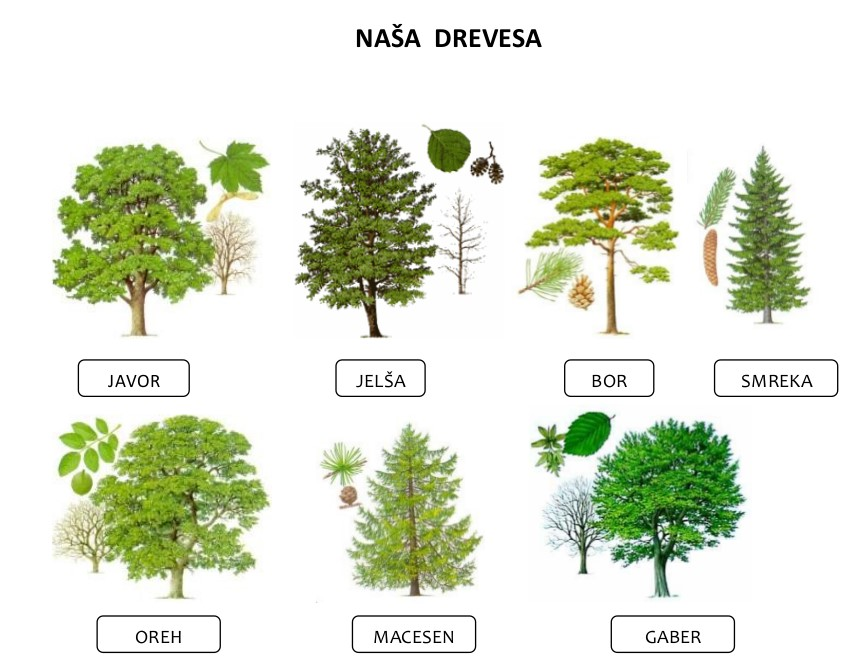 NAŠA DREVESA
JAVOR
JELŠA
BOR
SMREKA
OREH
MACESEN
GABER